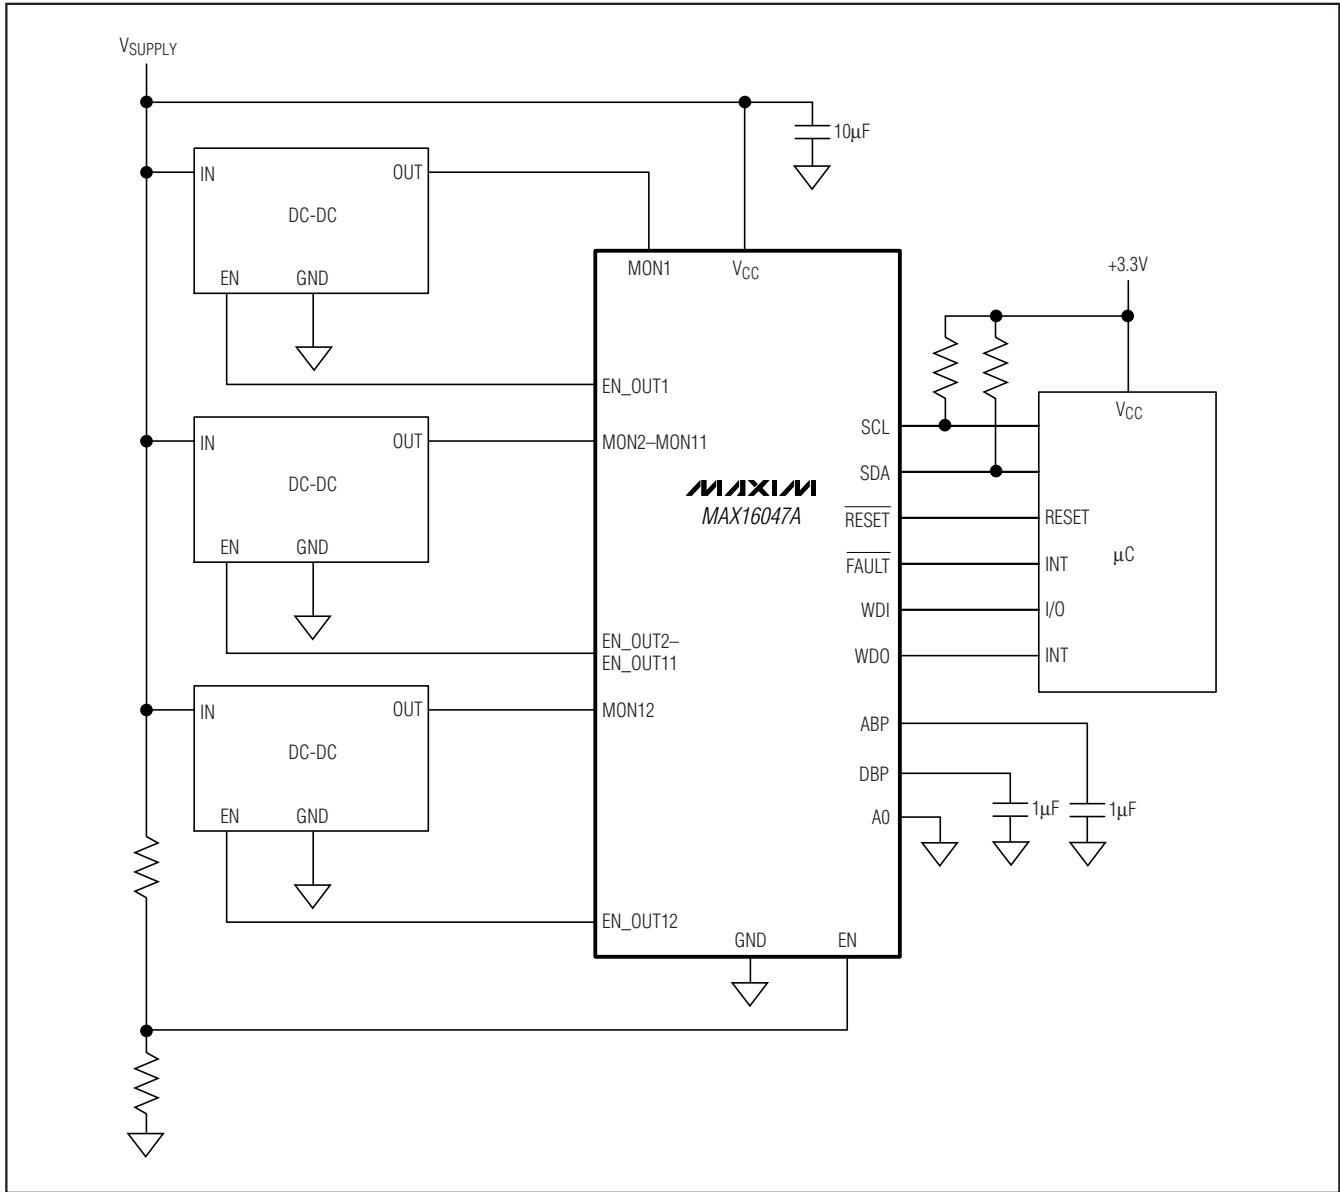 VSUPPLY
10µF
IN
OUT
DC-DC
EN
GND
MON1
VCC
+3.3V
EN_OUT1
VCC
IN
OUT
MON2–MON11
SCL
DC-DC
SDA
MAXIM
MAX16047A
RESET
RESET
EN
GND
FAULT
INT
µC
WDI
I/O
EN_OUT2–
EN_OUT11
WDO
INT
IN
OUT
MON12
ABP
DC-DC
DBP
1µF
1µF
EN
GND
A0
EN_OUT12
GND
EN